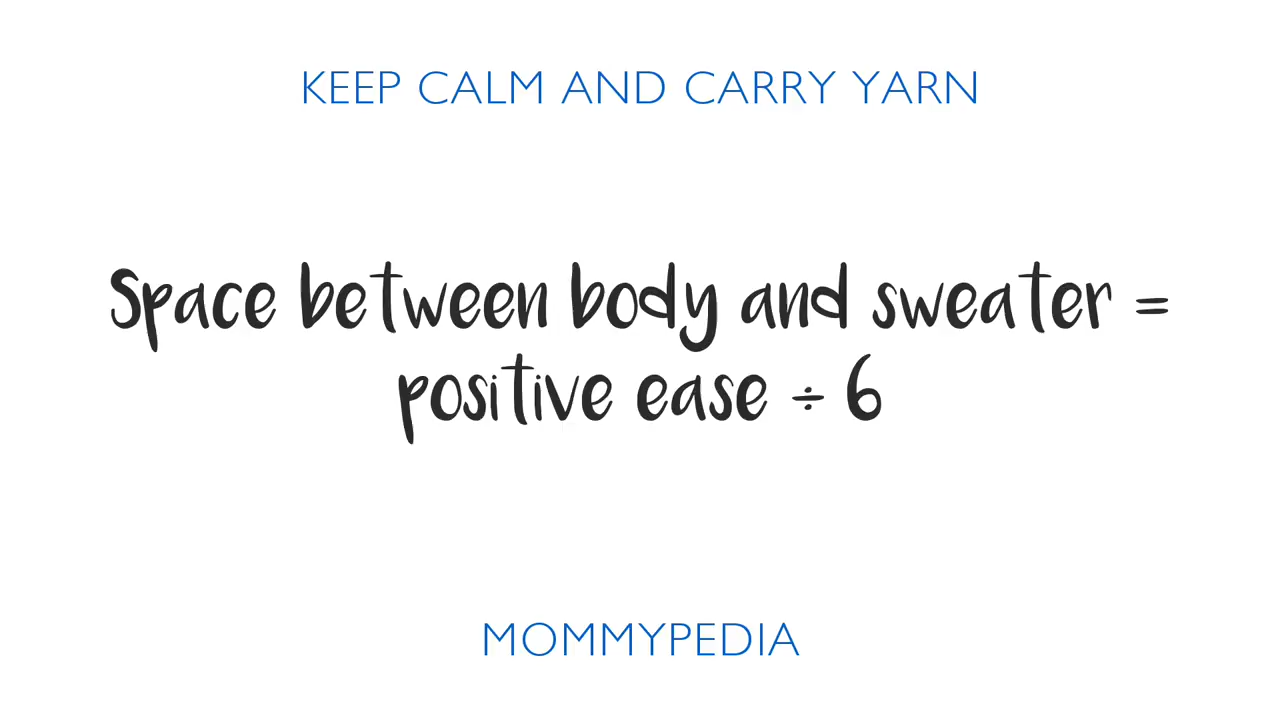 KEEP CALM AND CARRY YARN
Space between body and sweater =
positive ease ÷ 6
MOMMYPEDIA